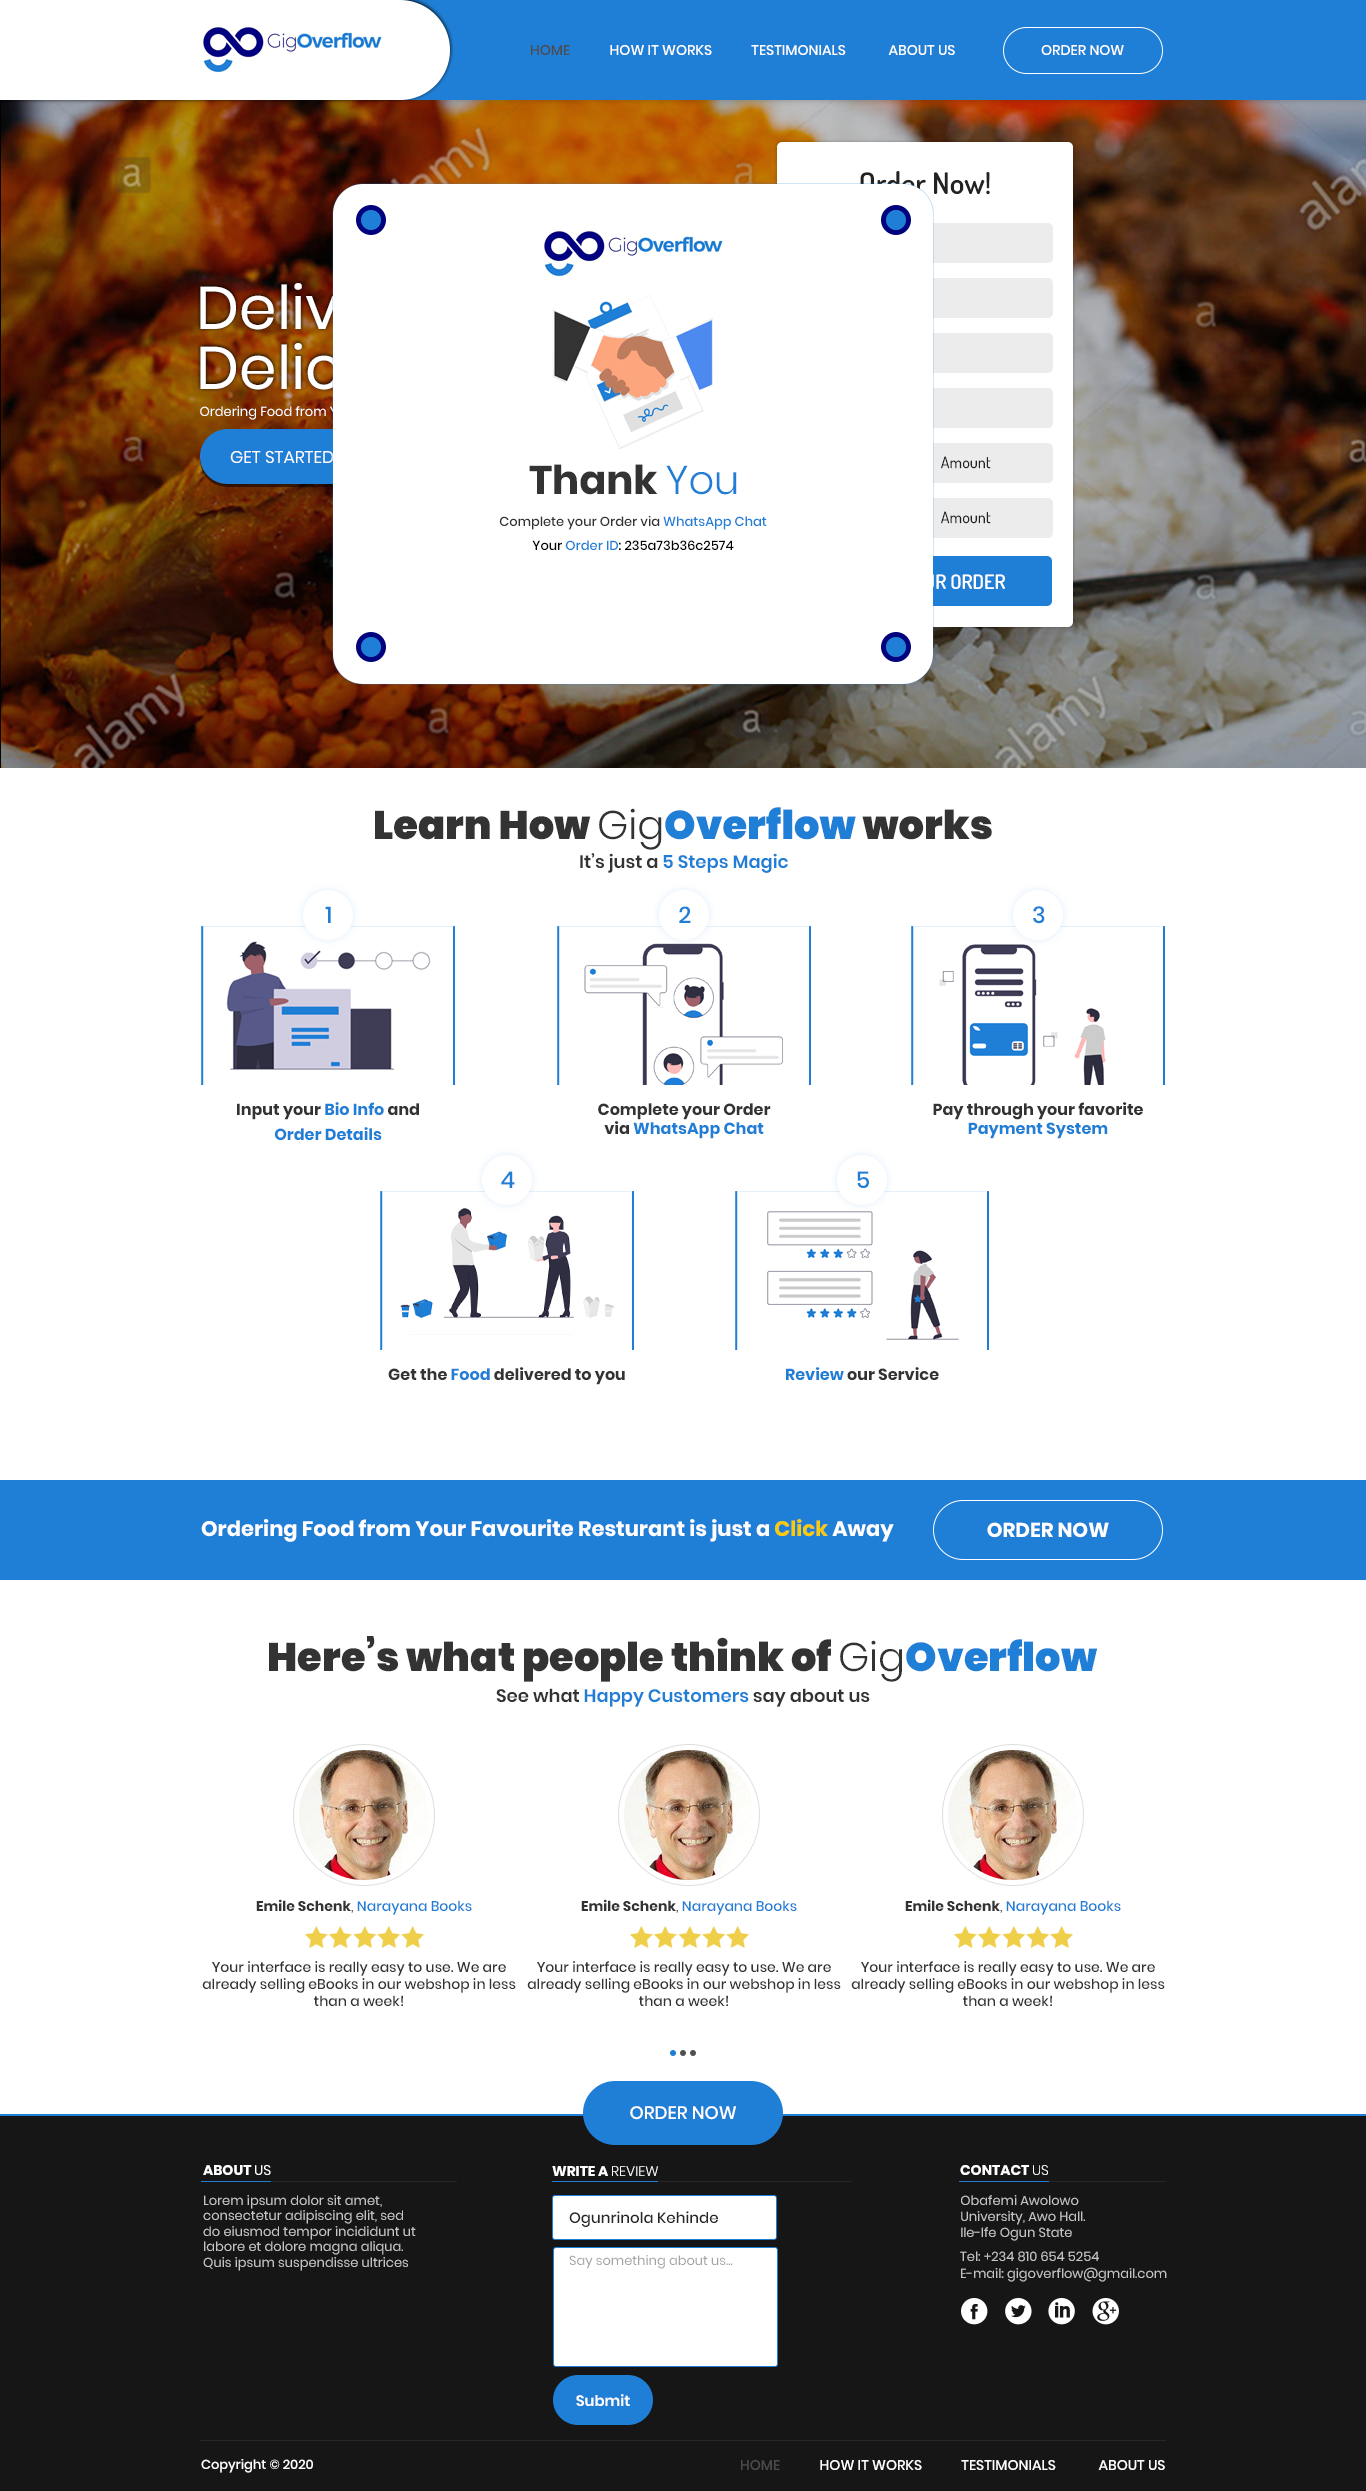 GigOverflow
HOME
HOW IT WORKS
TESTIMONIALS
ABOUT US
ORDER NOW
a
alamy
a
alamy
Order Now!
GigOverflow
a
a
Deliv
Delic
Ordering Food from
GET STARTED
a
a
Thank You
Complete your Order via WhatsApp Chat
Your Order ID: 235a73b36c2574
Amount
Amount
UR ORDER
a
a
alamy
a
a
alamy
a
Learn How GigOverflow works
It's just a 5 Steps Magic
1
2
3
Input your Bio Info and
Order Details
Complete your Order
via WhatsApp Chat
Pay through your favorite
Payment System
4
5
Get the Food delivered to you
Review our Service
Ordering Food from Your Favourite Resturant is just a Click Away
ORDER NOW
Here's what people think of GigOverflow
See what Happy Customers say about us
Emile Schenk, Narayana Books
Your interface is really easy to use. We are
already selling eBooks in our webshop in less
than a week!
Emile Schenk, Narayana Books
Your interface is really easy to use. We are
already selling eBooks in our webshop in less
than a week!
Emile Schenk, Narayana Books
Your interface is really easy to use. We are
already selling eBooks in our webshop in less
than a week!
ORDER NOW
ABOUT US
Lorem ipsum dolor sit amet,
consectetur adipiscing elit, sed
do eiusmod tempor incididunt ut
labore et dolore magna aliqua.
Quis ipsum suspendisse ultrices
WRITE A REVIEW
Ogunrinola Kehinde
Say something about us...
Submit
CONTACT US
Obafemi Awolowo
University, Awo Hall.
Ile-Ife Ogun State
Tel: +234 810 654 5254
E-mail: gigoverflow@gmail.com
Copyright © 2020
HOME
HOW IT WORKS
TESTIMONIALS
ABOUT US